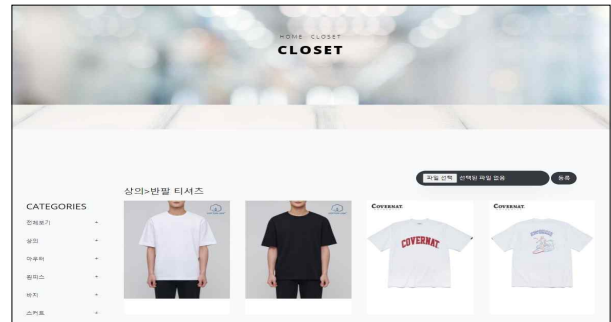 HOME CLOSET
CLOSET
파일 선택 선택된 파일 없음
등록
상의>반팔 티셔츠
CATEGORIES
전체보기 +
상의 +
아우터 +
원피스 +
바지 +
스커트 +
COVERNAT
COVERNAT
COVERNAT